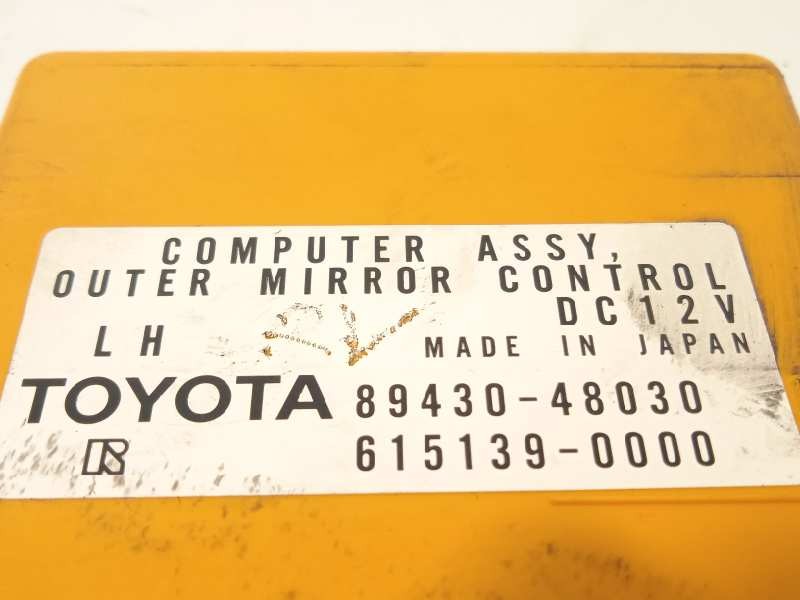 COMPUTER ASSY,
OUTER MIRROR CONTROL
DC12V
LH
MADE IN JAPAN
TOYOTA 89430-48030
615139-0000